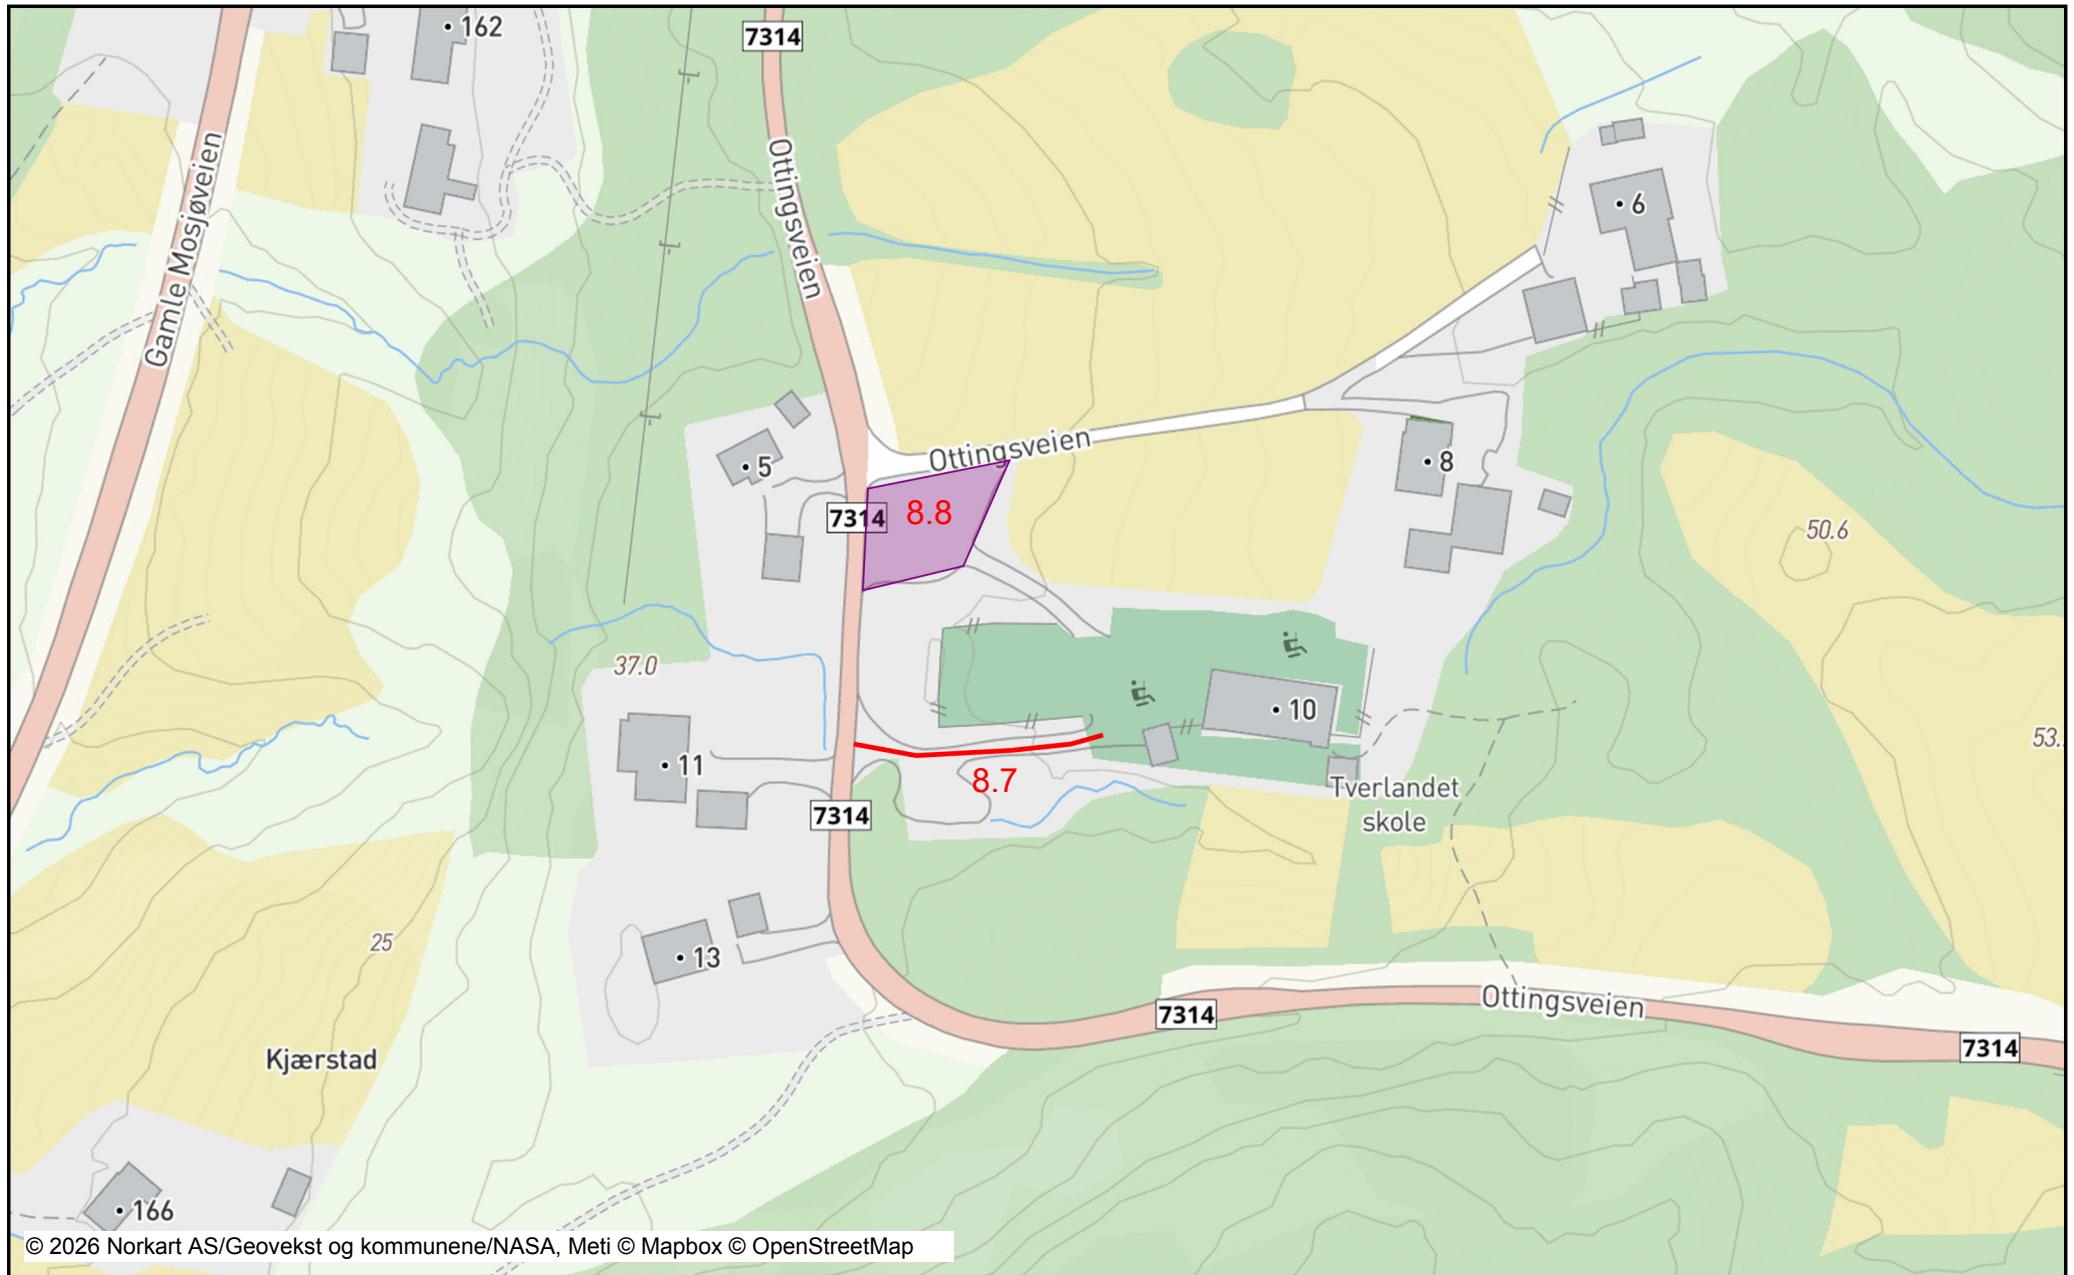 162
7314
Ottingsveien
Gamle Mosjøveien
6
Ottingsveien
5
8
7314
8.8
50.6
37.0
10
11
53.
8.7
Tverlandet
skole
7314
25
13
Ottingsveien
7314
7314
Kjærstad
166
© 2026 Norkart AS/Geovekst og kommunene/NASA, Meti © Mapbox © OpenStreetMap